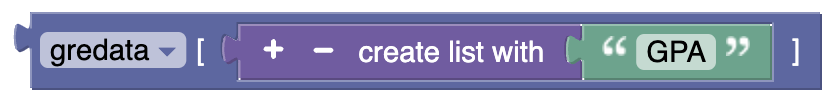 gredata [ + − create list with “ GPA ” ]